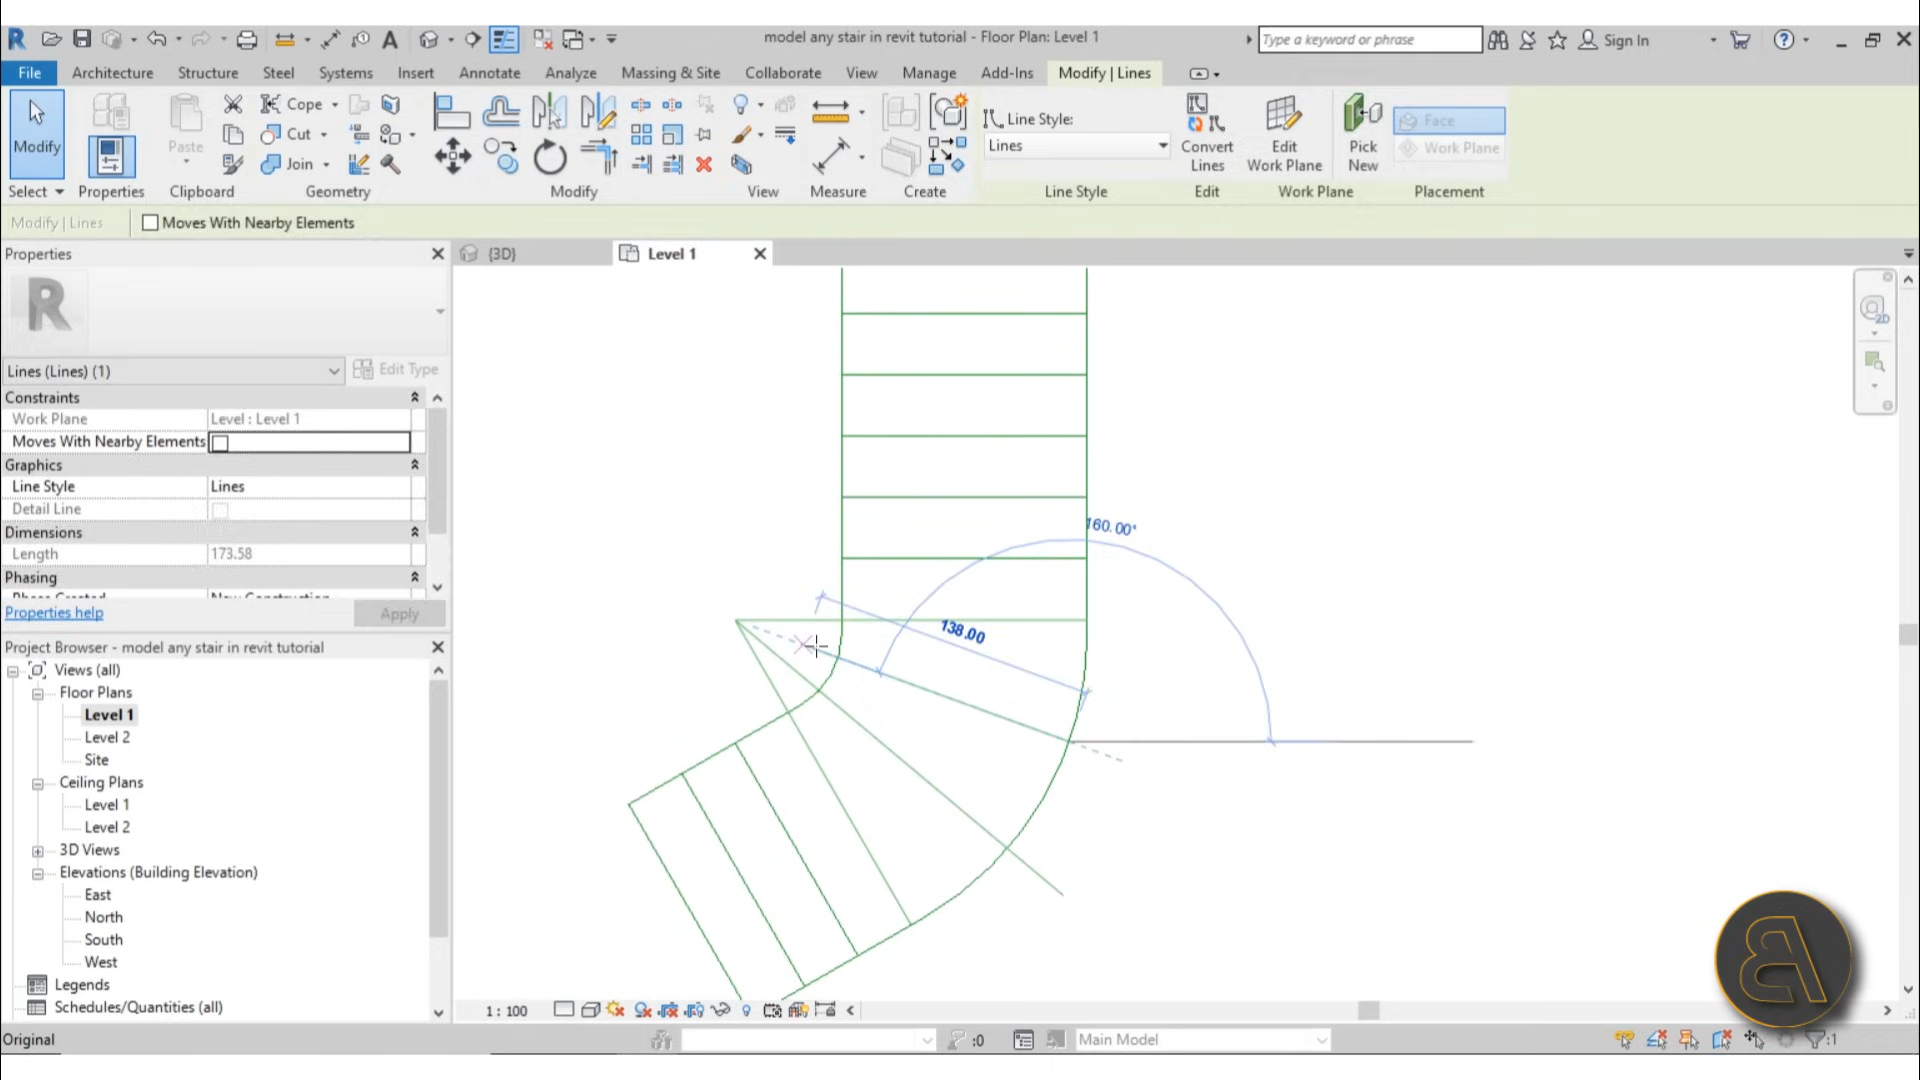 model any stair in revit tutorial - Floor Plan: Level 1
Type a keyword or phrase
Sign In
File Architecture Structure Steel Systems Insert Annotate Analyze Massing & Site Collaborate View Manage Add-Ins Modify | Lines
Modify
Paste
Cope
Cut
Join
Line Style:
Lines
Convert Lines
Edit Work Plane
Pick New
Face
Work Plane
Select Properties Clipboard Geometry Modify View Measure Create Line Style Edit Work Plane Placement
Modify | Lines Moves With Nearby Elements
Properties
{3D}
Level 1
Lines (Lines) (1)
Edit Type
Constraints
Work Plane Level : Level 1
Moves With Nearby Elements
Graphics
Line Style Lines
Detail Line
Dimensions
Length 173.58
Phasing
Properties help
Apply
Project Browser - model any stair in revit tutorial
Views (all)
Floor Plans
Level 1
Level 2
Site
Ceiling Plans
Level 1
Level 2
3D Views
Elevations (Building Elevation)
East
North
South
West
Legends
Schedules/Quantities (all)
160.00°
138.00
2D
1 : 100
Original
:0
Main Model
:1